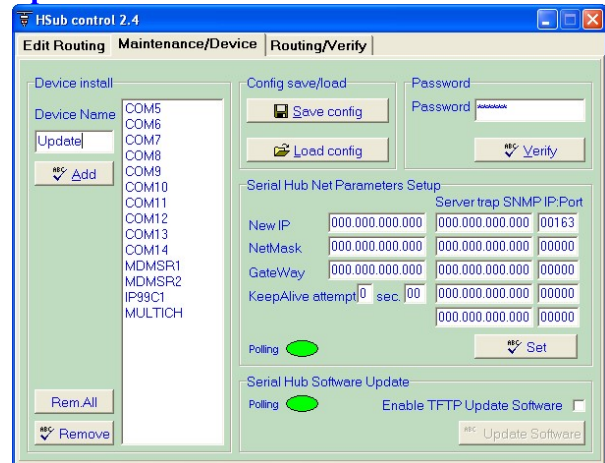 HSub control 2.4
Edit Routing Maintenance/Device Routing/Verify
Device install
Device Name
Update
ABC Add
COM5
COM6
COM7
COM8
COM9
COM10
COM11
COM12
COM13
COM14
MDMSR1
MDMSR2
IP99C1
MULTICH
Rem.All
ABC Remove
Config save/load
Save config
Load config
Password
Password *******
ABC Verify
Serial Hub Net Parameters Setup
Server trap SNMP IP:Port
New IP 000.000.000.000 000.000.000.000 00163
NetMask 000.000.000.000 000.000.000.000 00000
GateWay 000.000.000.000 000.000.000.000 00000
KeepAlive attempt 0 sec. 00 000.000.000.000 00000
000.000.000.000 00000
Polling
ABC Set
Serial Hub Software Update
Polling Enable TFTP Update Software
ABC Update Software